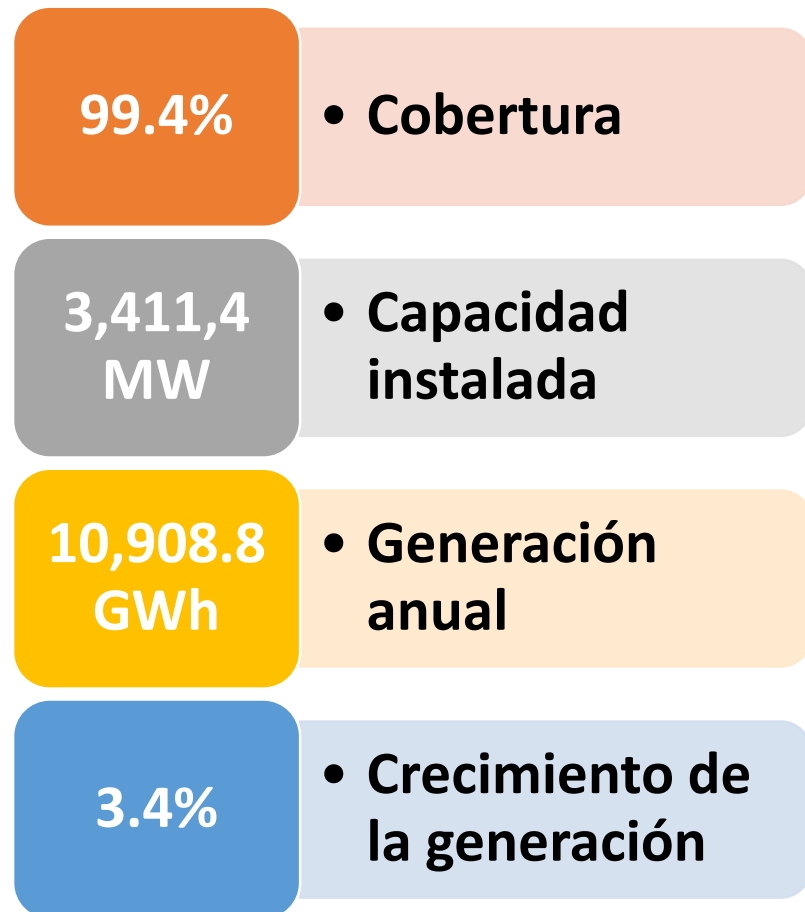 99.4%
• Cobertura
3,411,4
MW
• Capacidad
instalada
10,908.8
GWh
• Generación
anual
3.4%
• Crecimiento de
la generación